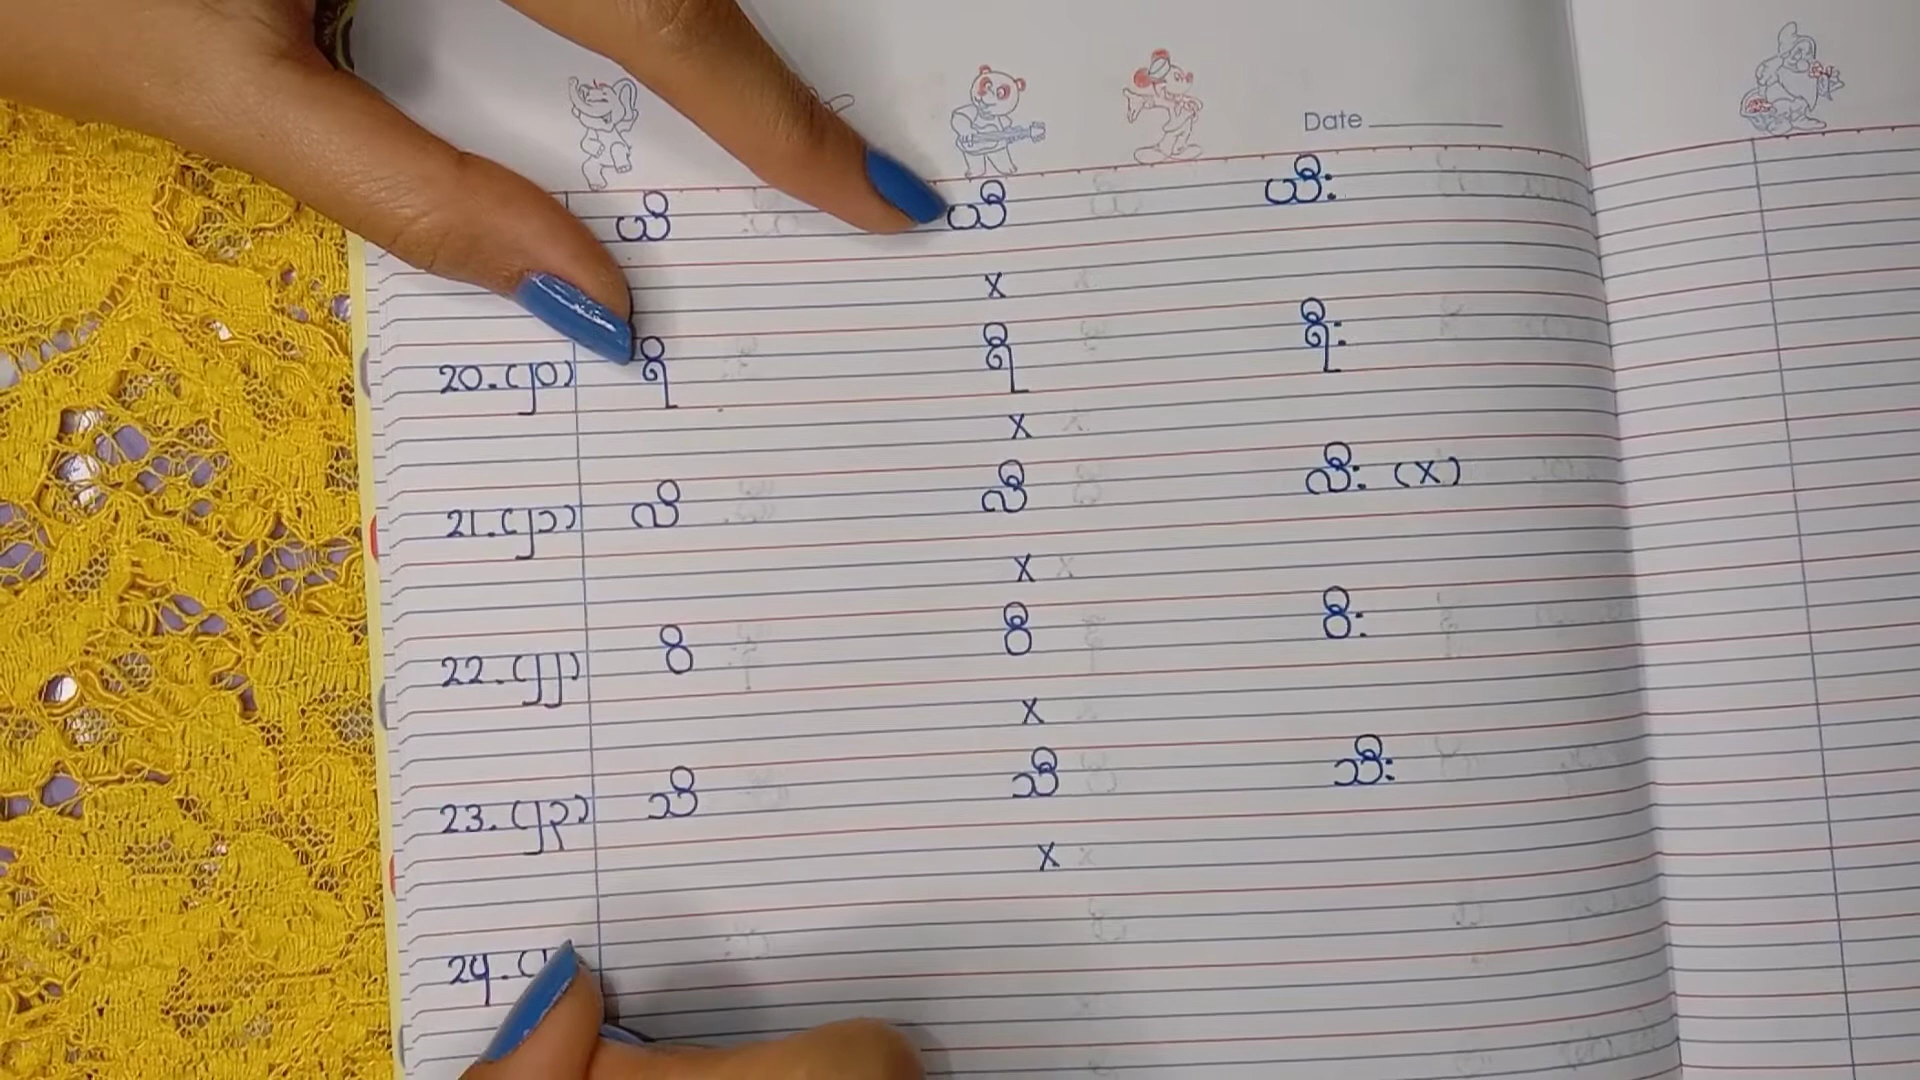 Date
ယိ ယီ ယီး
x
20. (၂၀) ရိ ရီ ရီး
x
21. (၂၁) လိ လီ လီး (x)
x
22. (၂၂) ဝိ ဝီ ဝီး
x
23. (၂၃) သိ သီ သီး
x
24. (၂